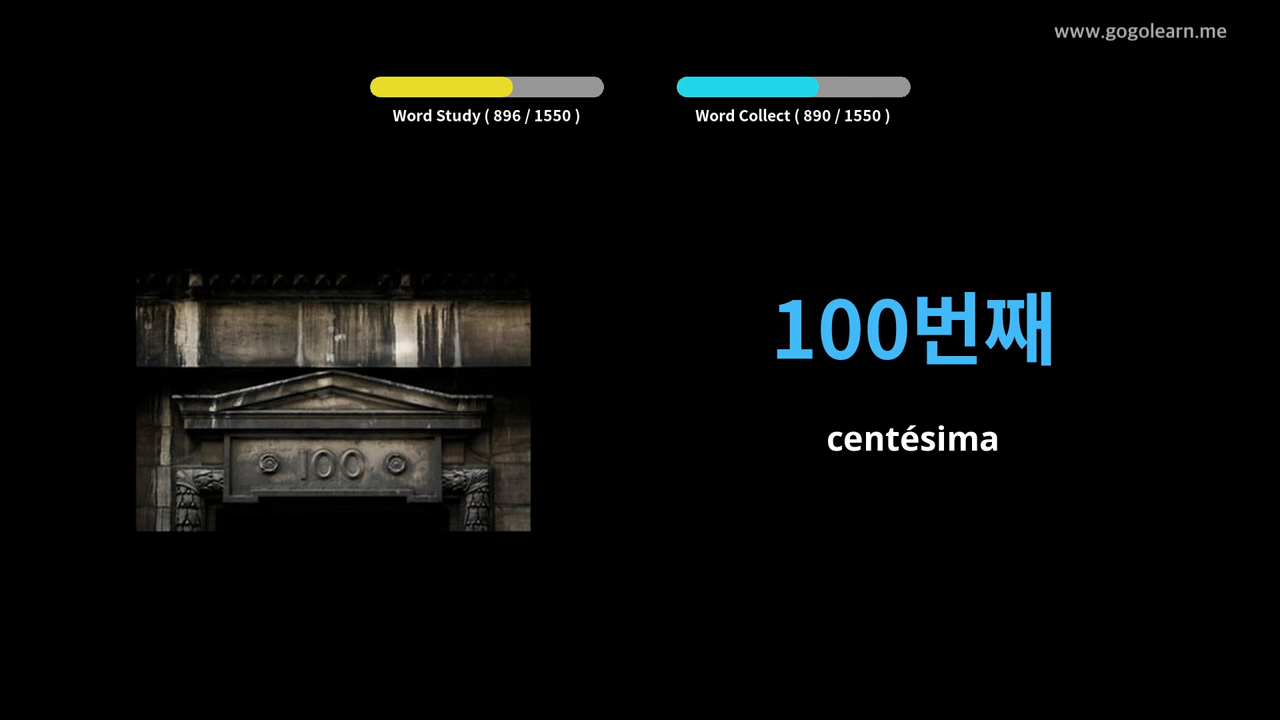 www.gogolearn.me
Word Study ( 896 / 1550 )
Word Collect ( 890 / 1550 )
100번째
100
centésima